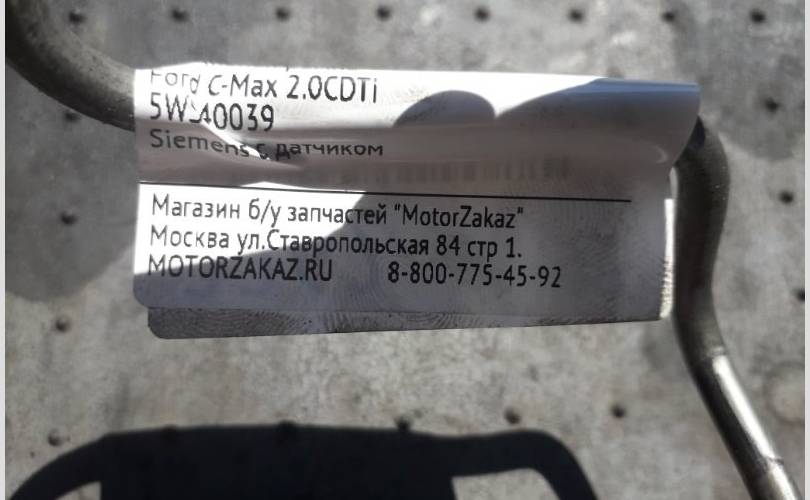 Ford C-Max 2.0CDTi
5WS40039
Siemens с датчиком
Магазин б/у запчастей "MotorZakaz"
Москва ул.Ставропольская 84 стр 1.
MOTORZAKAZ.RU 8-800-775-45-92